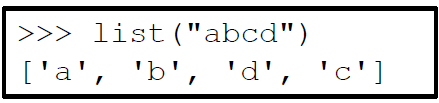 >>> list("abcd")
['a', 'b', 'd', 'c']